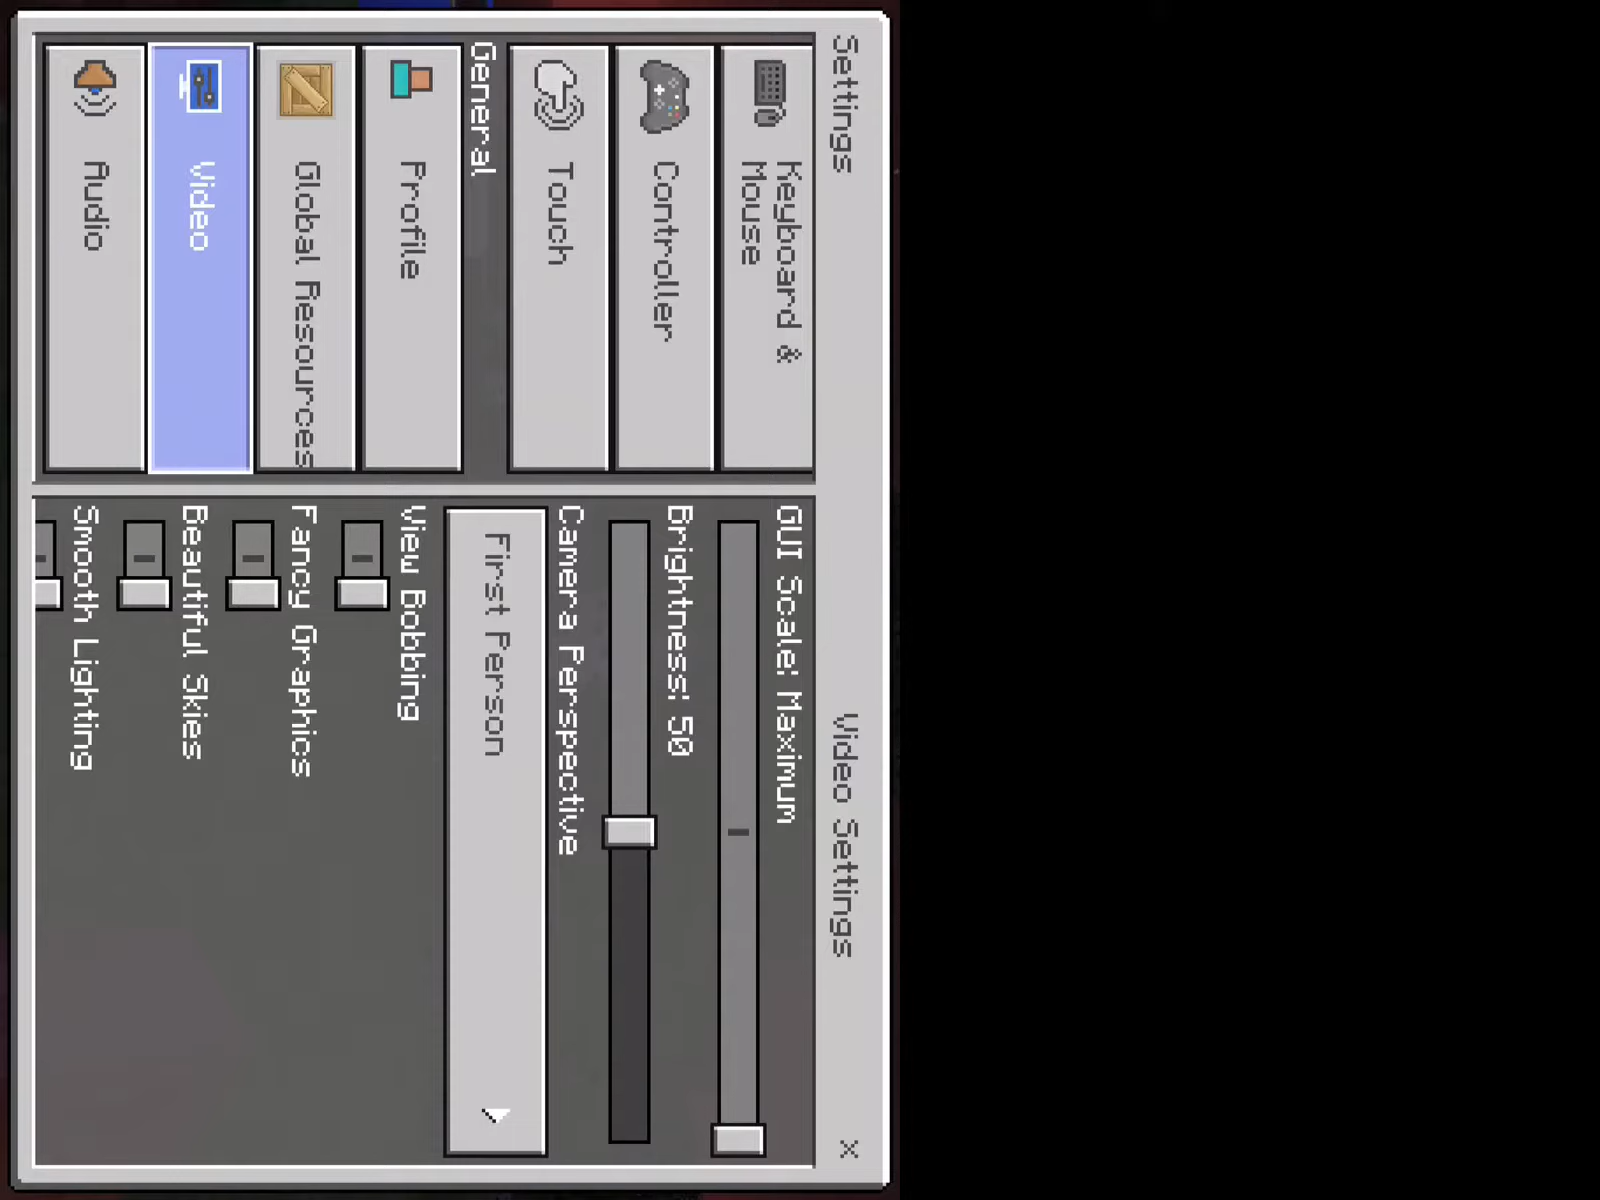 Settings
Video Settings
X
Keyboard &
Mouse
Controller
Touch
General
Profile
Global Resources
Video
Audio
GUI Scale: Maximum
Brightness: 50
Camera Perspective
First Person
View Bobbing
Fancy Graphics
Beautiful Skies
Smooth Lighting